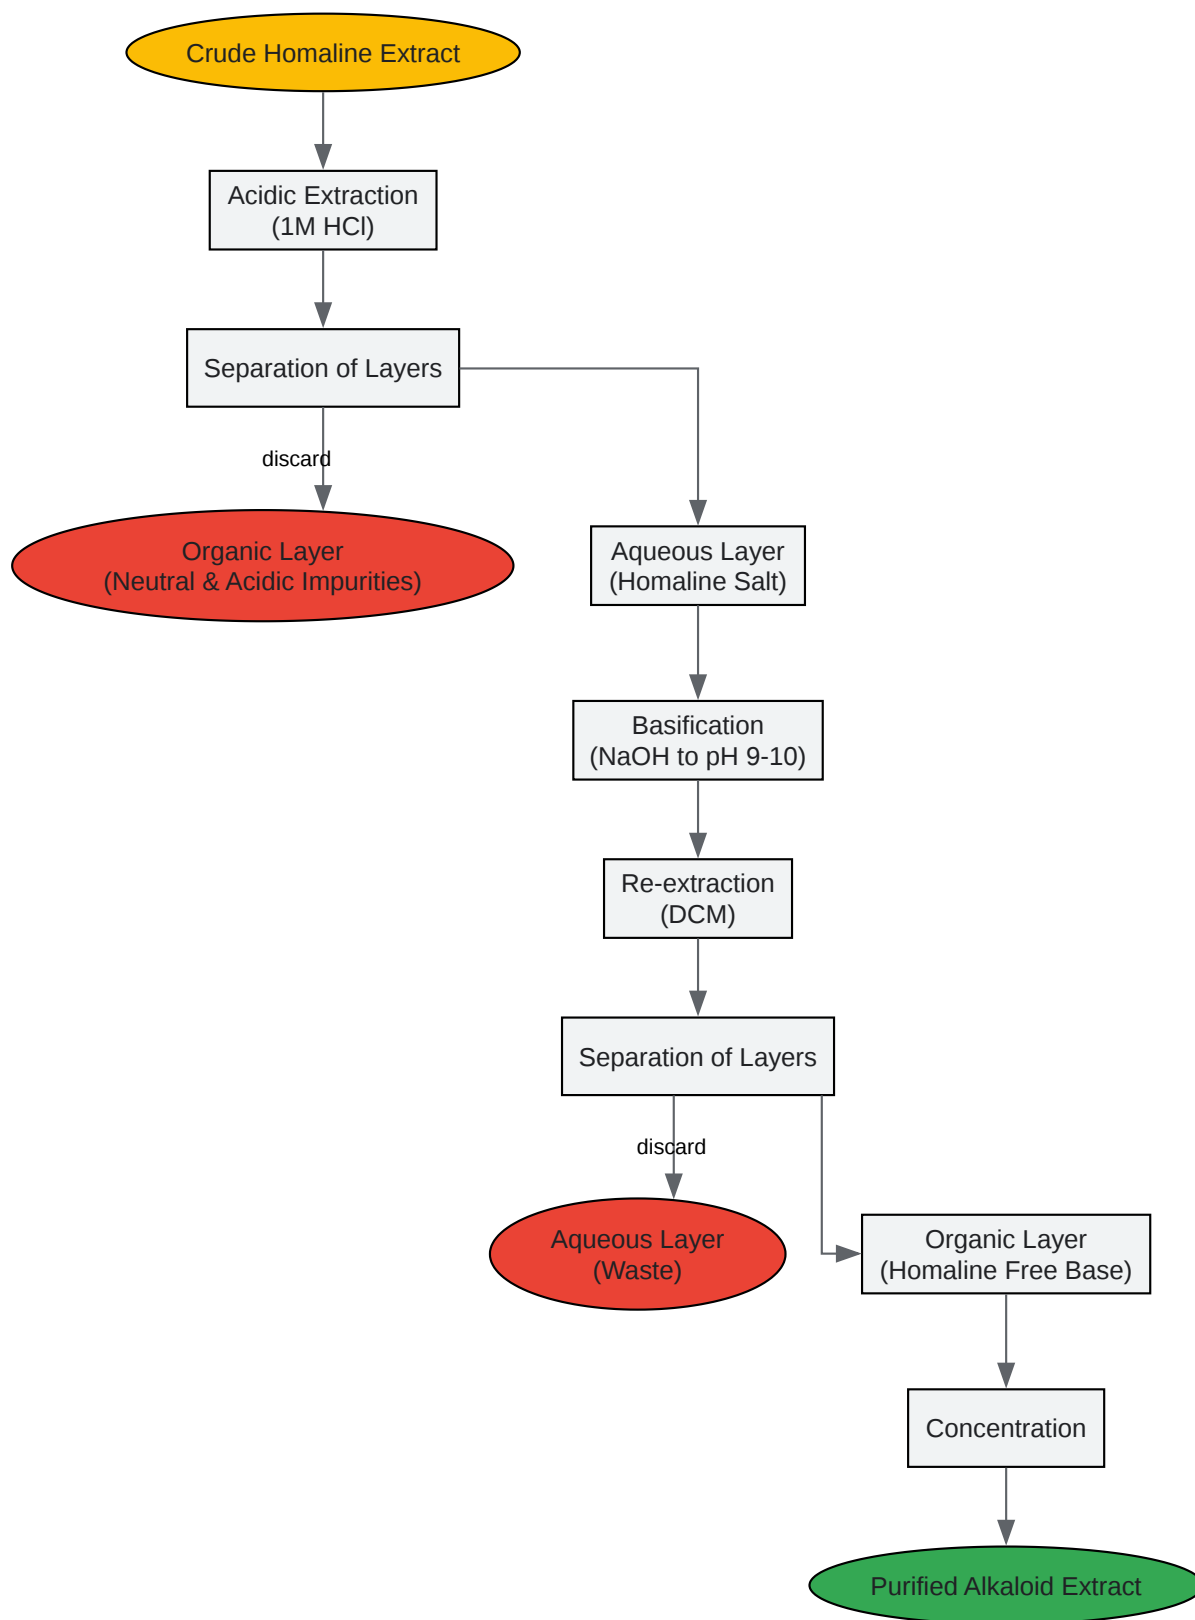 Crude Homaline Extract
Acidic Extraction
(1M HCl)
Separation of Layers
discard
Organic Layer
(Neutral & Acidic Impurities)
Aqueous Layer
(Homaline Salt)
Basification
(NaOH to pH 9-10)
Re-extraction
(DCM)
Separation of Layers
discard
Aqueous Layer
(Waste)
Organic Layer
(Homaline Free Base)
Concentration
Purified Alkaloid Extract